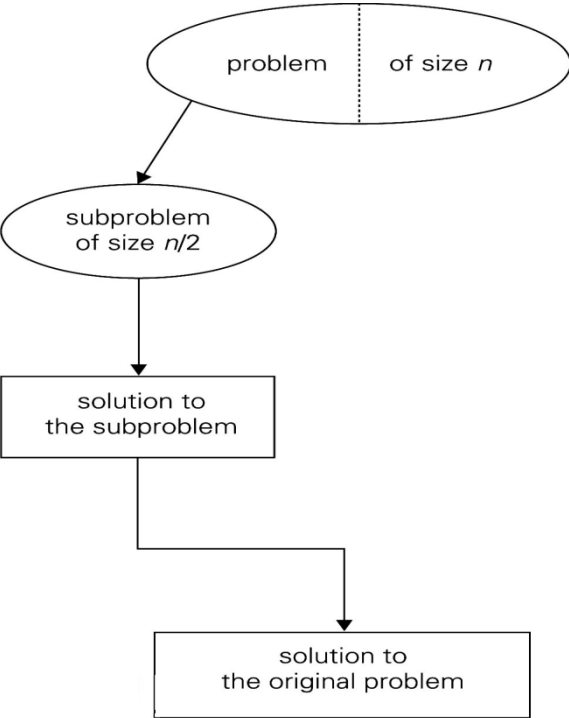 problem of size n
subproblem
of size n/2
solution to
the subproblem
solution to
the original problem